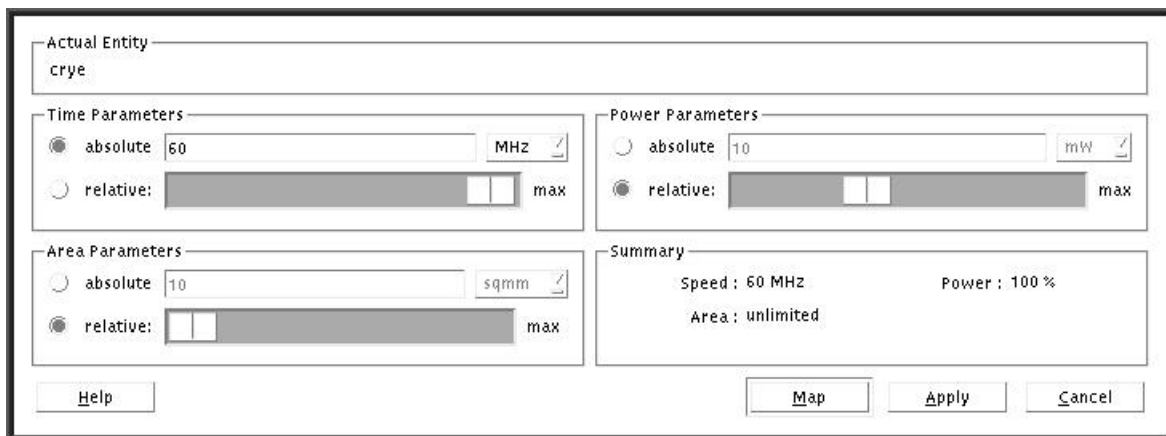 Actual Entity
crye
Time Parameters
absolute 60 MHz
relative: max
Power Parameters
absolute 10 mW
relative: max
Area Parameters
absolute 10 sqmm
relative: max
Summary
Speed : 60 MHz Power : 100 %
Area : unlimited
Help Map Apply Cancel